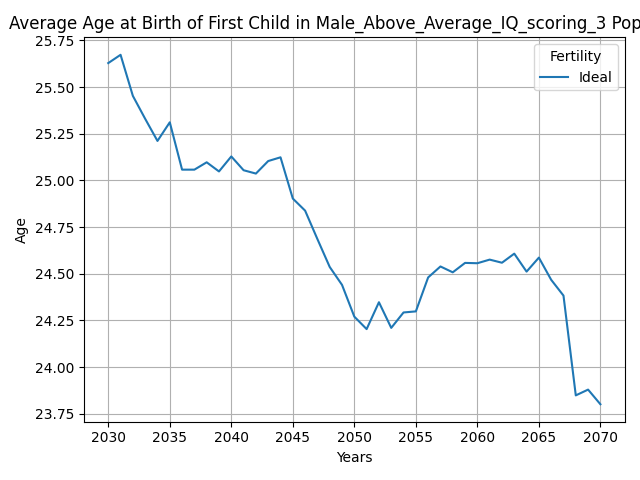 Average Age at Birth of First Child in Male_Above_Average_IQ_scoring_3 Pop
25.75
25.50
25.25
25.00
24.75
24.50
24.25
24.00
23.75
Age
Fertility
Ideal
2030 2035 2040 2045 2050 2055 2060 2065 2070
Years